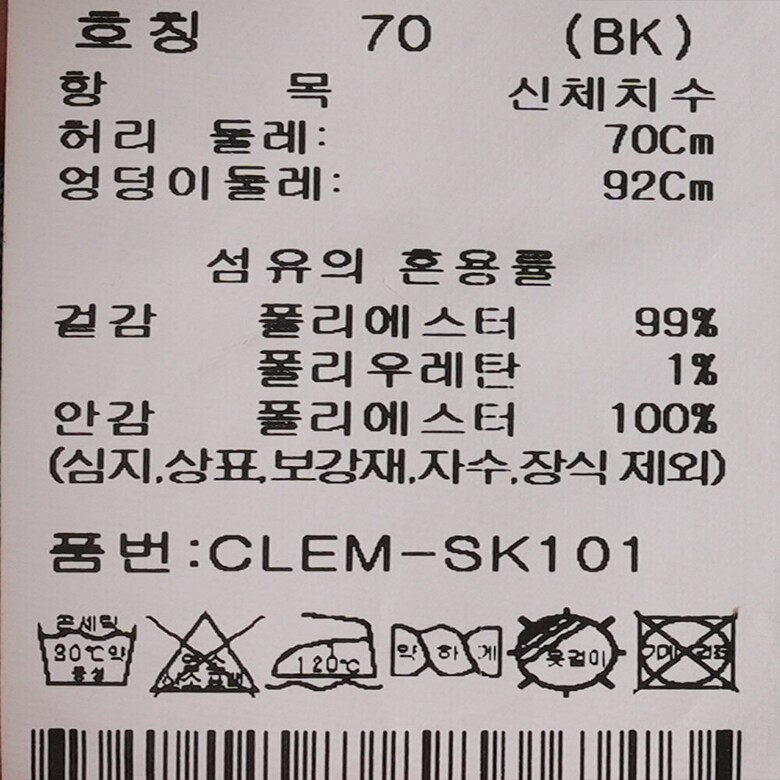 호칭 70 (BK)
항 목 신체치수
허리 둘레: 70Cm
엉덩이둘레: 92Cm
섬유의 혼용률
겉감 폴리에스터 99%
폴리우레탄 1%
안감 폴리에스터 100%
(심지,상표,보강재,자수,장식 제외)
품번:CLEM-SK101
30℃약
중성
120℃
약하게
옷걸이